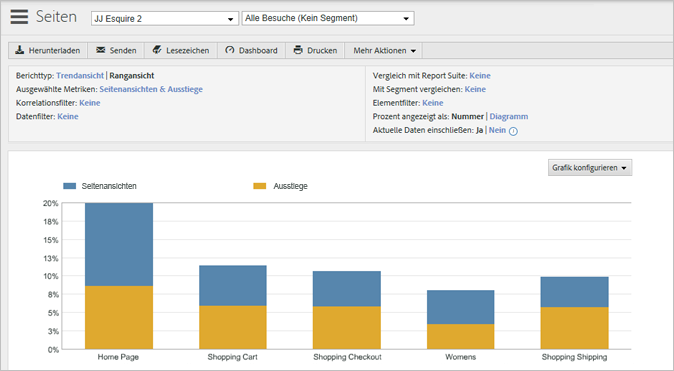 Seiten JJ Esquire 2 Alle Besuche (Kein Segment)
Herunterladen Senden Lesezeichen Dashboard Drucken Mehr Aktionen
Berichttyp: Trendansicht | Rangansicht
Ausgewählte Metriken: Seitenansichten & Ausstiege
Korrelationsfilter: Keine
Datenfilter: Keine
Vergleich mit Report Suite: Keine
Mit Segment vergleichen: Keine
Elementfilter: Keine
Prozent angezeigt als: Nummer | Diagramm
Aktuelle Daten einschließen: Ja | Nein i
Grafik konfigurieren
Seitenansichten Ausstiege
20%
18%
15%
13%
10%
8%
5%
3%
0%
Home Page Shopping Cart Shopping Checkout Womens Shopping Shipping